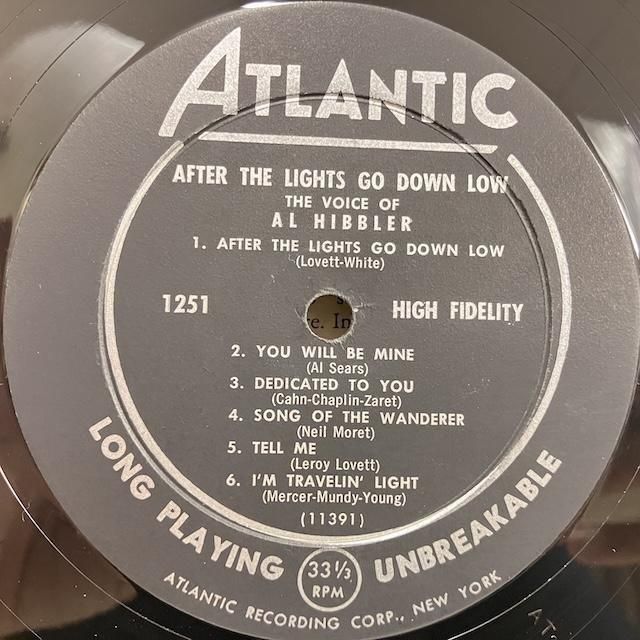 ATLANTIC
AFTER THE LIGHTS GO DOWN LOW
THE VOICE OF
AL HIBBLER
1. AFTER THE LIGHTS GO DOWN LOW
(Lovett-White)
1251
HIGH FIDELITY
2. YOU WILL BE MINE
(Al Sears)
3. DEDICATED TO YOU
(Cahn-Chaplin-Zaret)
4. SONG OF THE WANDERER
(Neil Moret)
5. TELL ME
(Leroy Lovett)
6. I'M TRAVELIN' LIGHT
(Mercer-Mundy-Young)
(11391)
LONG PLAYING
33 1/3
RPM
UNBREAKABLE
ATLANTIC RECORDING CORP., NEW YORK